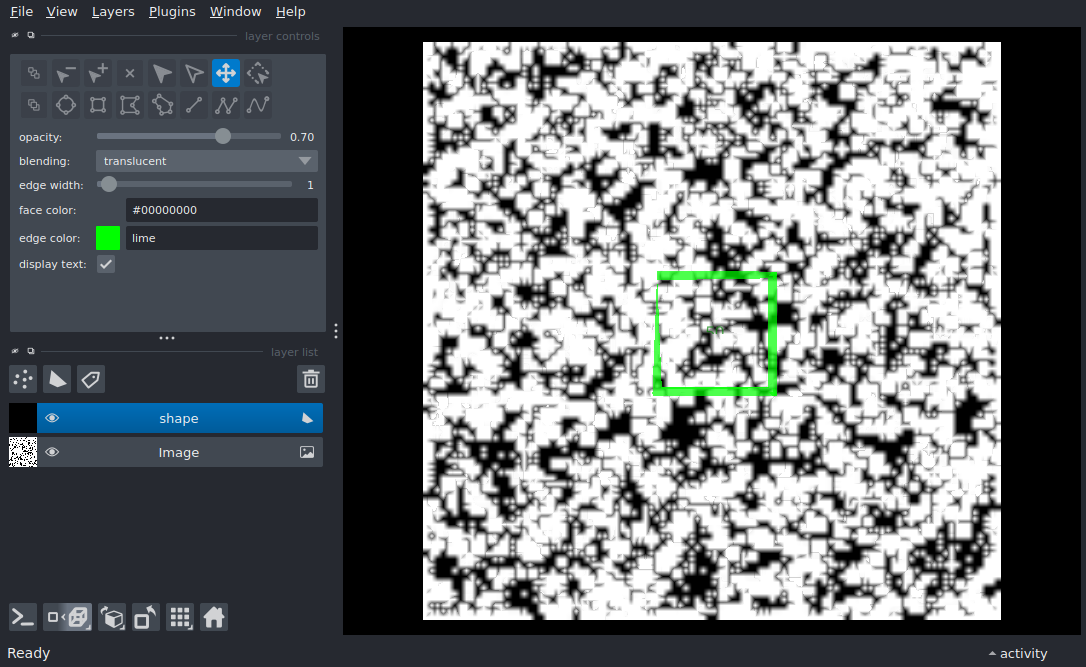 File View Layers Plugins Window Help
layer controls
opacity: 0.70
blending: translucent
edge width: 1
face color: #00000000
edge color: lime
display text:
layer list
shape
Image
Ready
activity